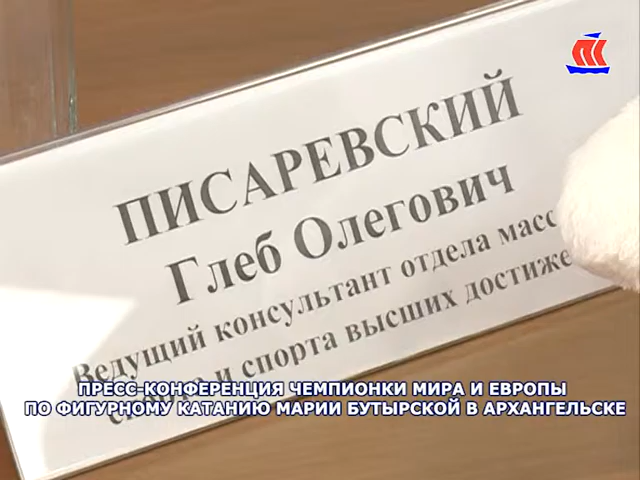 ПИСАРЕВСКИЙ
Глеб Олегович
Ведущий консультант отдела масс
и спорта высших достиже
ПРЕСС-КОНФЕРЕНЦИЯ ЧЕМПИОНКИ МИРА И ЕВРОПЫ
ПО ФИГУРНОМУ КАТАНИЮ МАРИИ БУТЫРСКОЙ В АРХАНГЕЛЬСКЕ